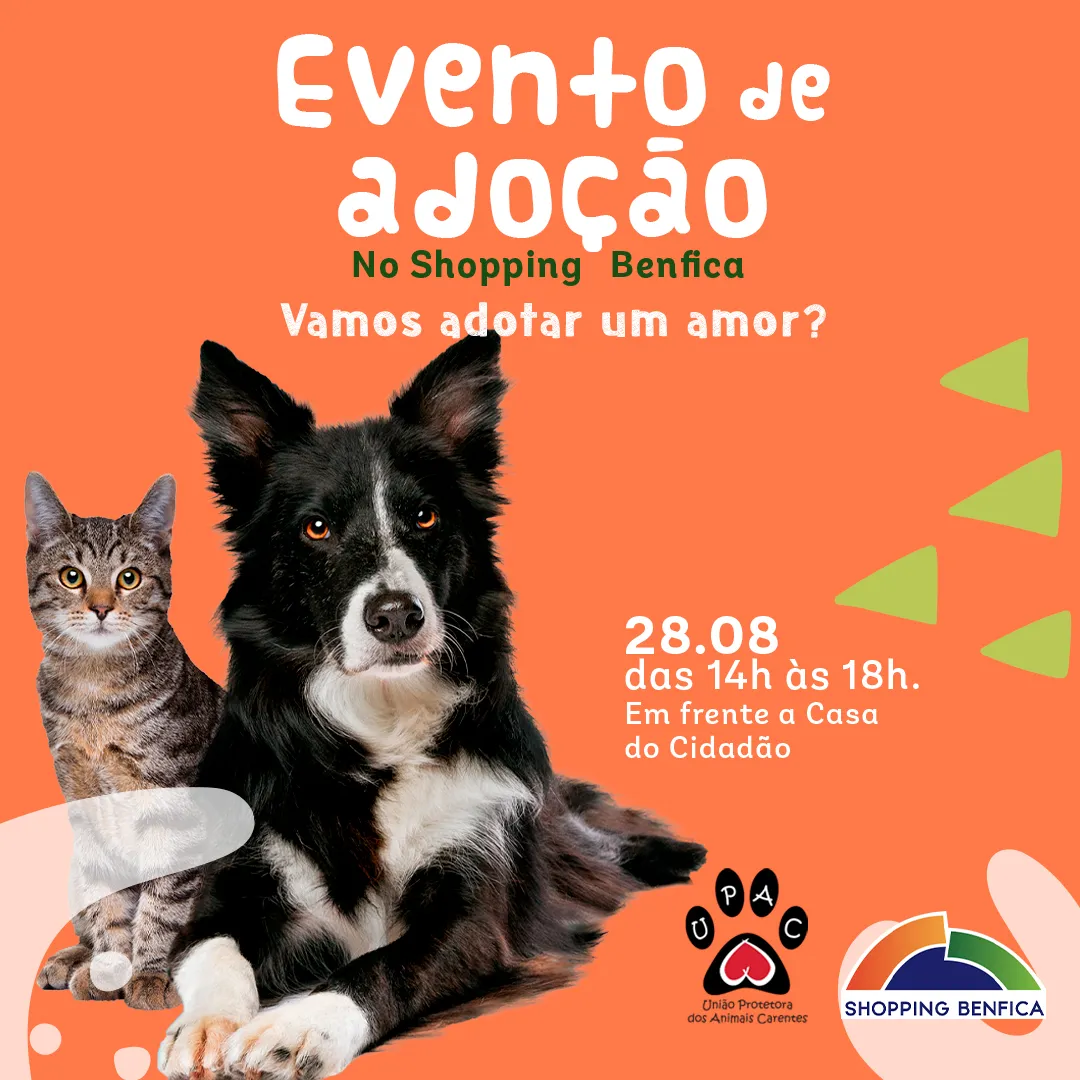 Evento de
adoção
No Shopping Benfica
Vamos adotar um amor?
28.08
das 14h às 18h.
Em frente a Casa
do Cidadão
UPAC
União Protetora
dos Animais Carentes
SHOPPING BENFICA